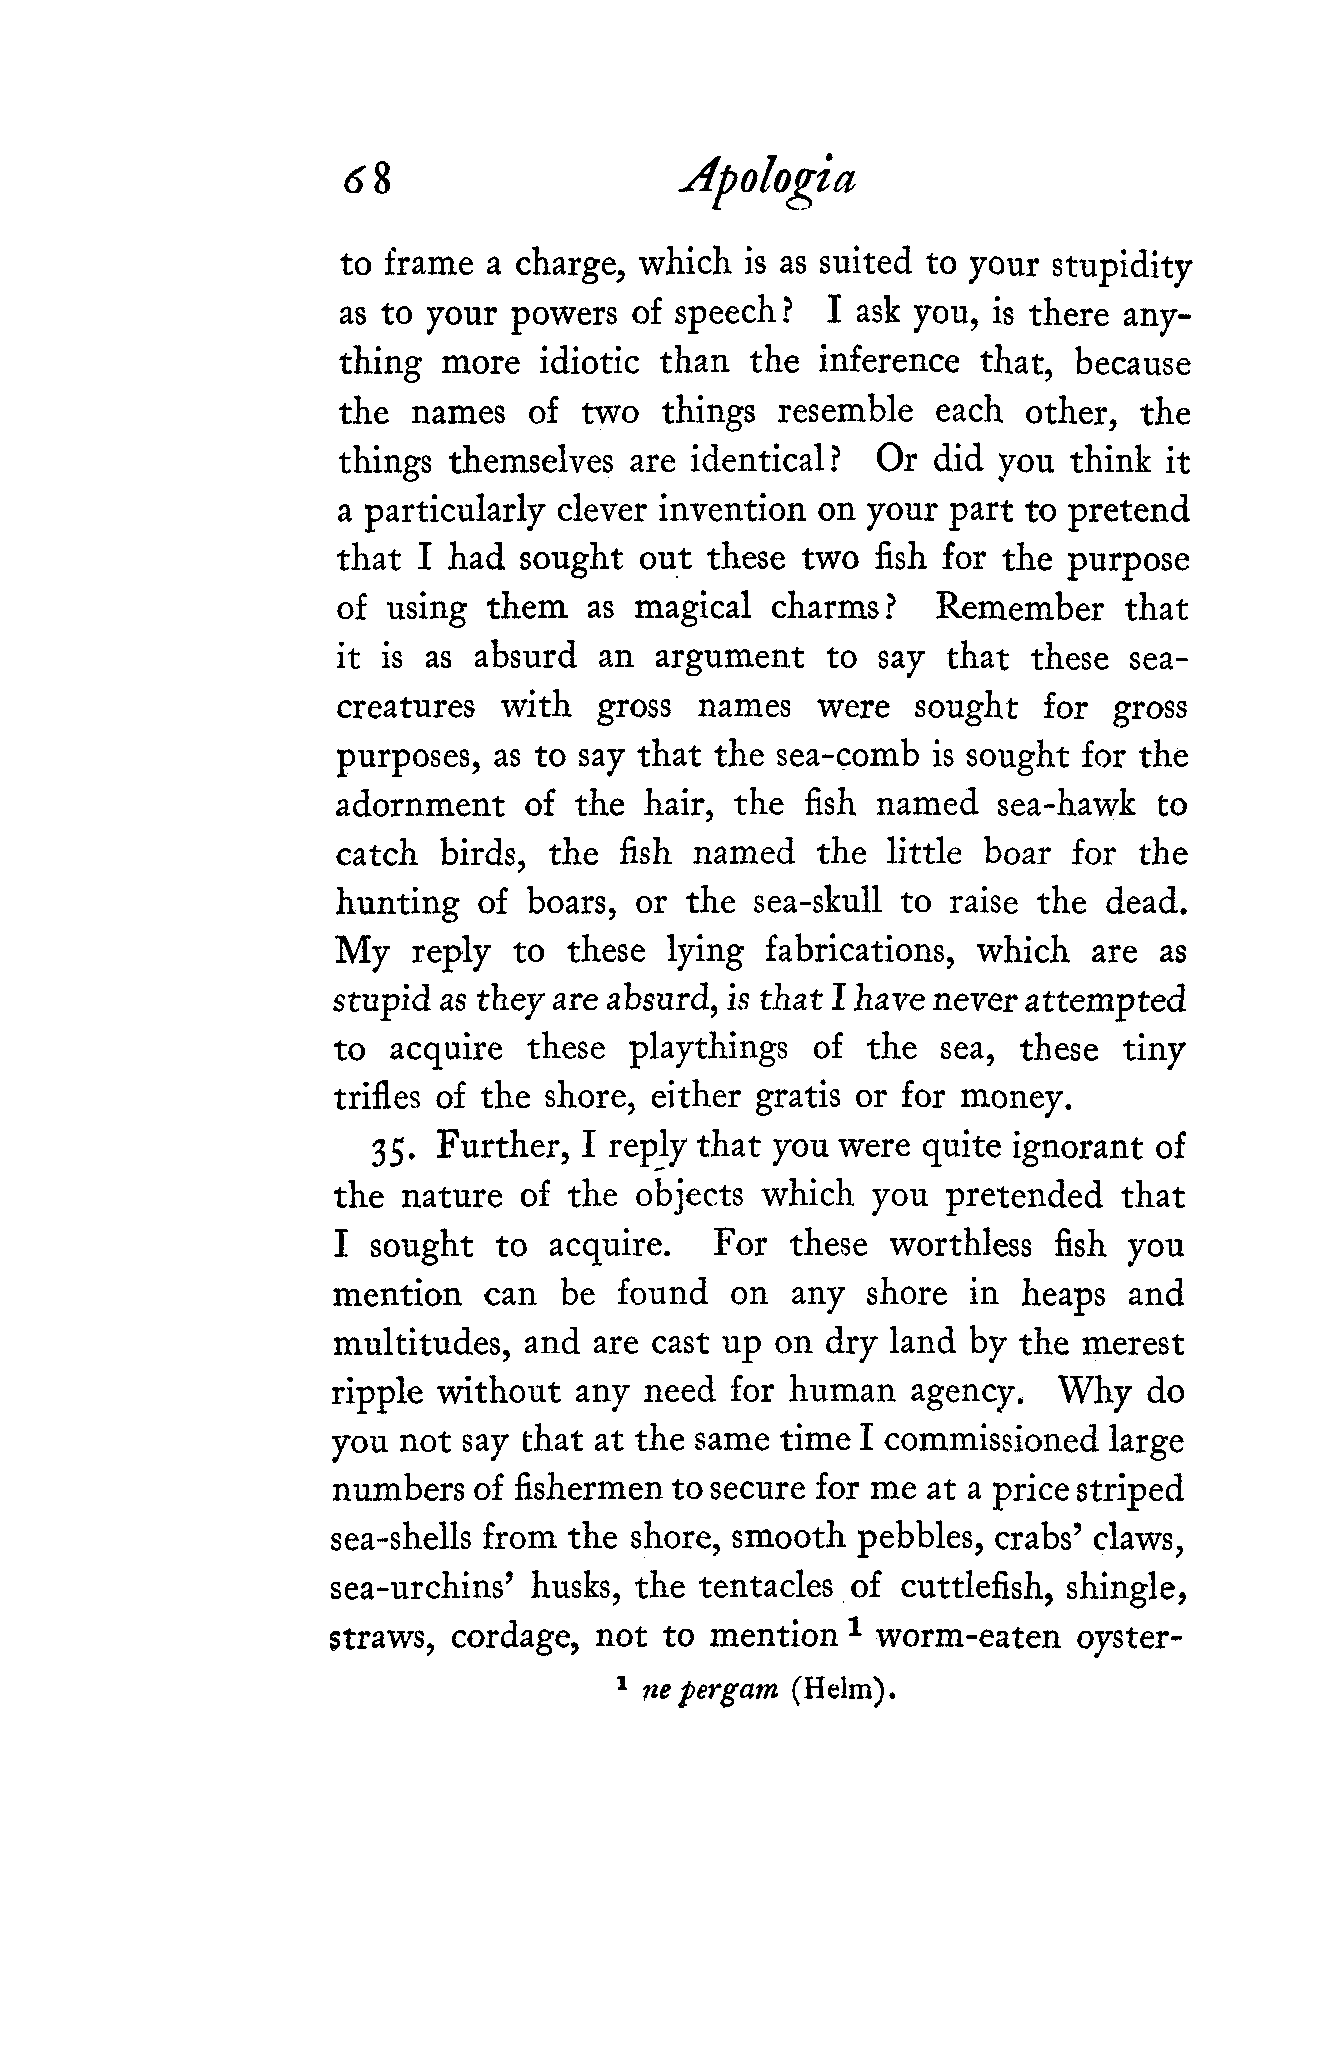 68 Apologia
to frame a charge, which is as suited to your stupidity
as to your powers of speech? I ask you, is there any-
thing more idiotic than the inference that, because
the names of two things resemble each other, the
things themselves are identical? Or did you think it
a particularly clever invention on your part to pretend
that I had sought out these two fish for the purpose
of using them as magical charms? Remember that
it is as absurd an argument to say that these sea-
creatures with gross names were sought for gross
purposes, as to say that the sea-comb is sought for the
adornment of the hair, the fish named sea-hawk to
catch birds, the fish named the little boar for the
hunting of boars, or the sea-skull to raise the dead.
My reply to these lying fabrications, which are as
stupid as they are absurd, is that I have never attempted
to acquire these playthings of the sea, these tiny
trifles of the shore, either gratis or for money.
35. Further, I reply that you were quite ignorant of
the nature of the objects which you pretended that
I sought to acquire. For these worthless fish you
mention can be found on any shore in heaps and
multitudes, and are cast up on dry land by the merest
ripple without any need for human agency. Why do
you not say that at the same time I commissioned large
numbers of fishermen to secure for me at a price striped
sea-shells from the shore, smooth pebbles, crabs' claws,
sea-urchins' husks, the tentacles of cuttlefish, shingle,
straws, cordage, not to mention ¹ worm-eaten oyster-
¹ ne pergam (Helm).